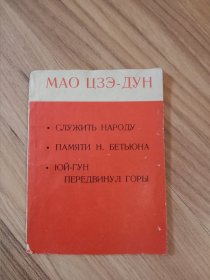 МАО ЦЗЭ-ДУН
• СЛУЖИТЬ НАРОДУ
• ПАМЯТИ Н. БЕТЬЮНА
• ЮЙ-ГУН
ПЕРЕДВИНУЛ ГОРЫ